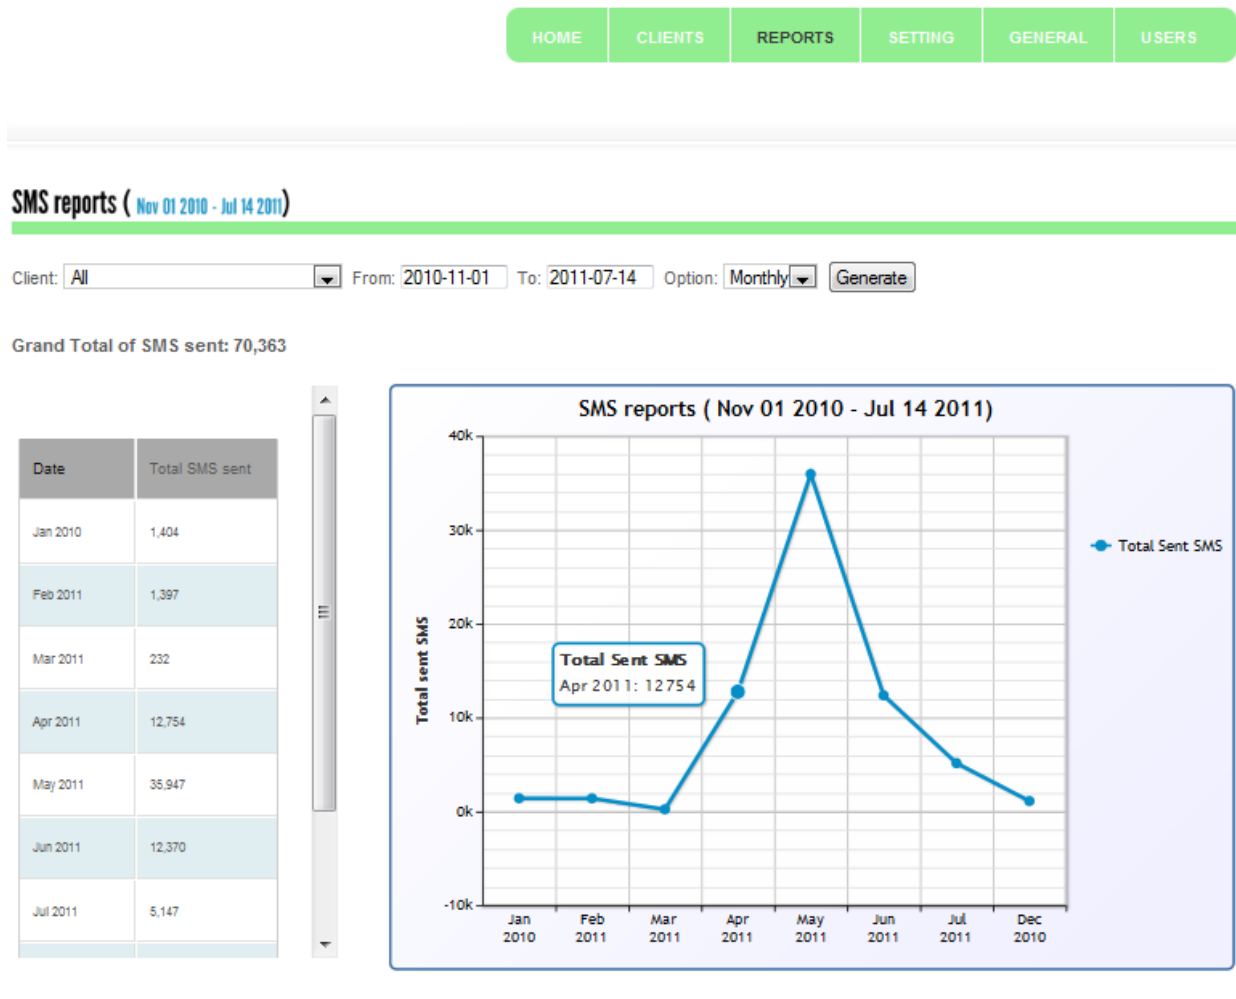 HOME CLIENTS REPORTS SETTING GENERAL USERS
SMS reports ( Nov 01 2010 - Jul 14 2011)
Client: All From: 2010-11-01 To: 2011-07-14 Option: Monthly Generate
Grand Total of SMS sent: 70,363
Date Total SMS sent
Jan 2010 1,404
Feb 2011 1,397
Mar 2011 232
Apr 2011 12,754
May 2011 35,947
Jun 2011 12,370
Jul 2011 5,147
SMS reports ( Nov 01 2010 - Jul 14 2011)
40k
30k
20k
10k
0k
-10k
Total sent SMS
Total Sent SMS
Apr 2011: 12754
Jan Feb Mar Apr May Jun Jul Dec
2010 2011 2011 2011 2011 2011 2011 2010
Total Sent SMS